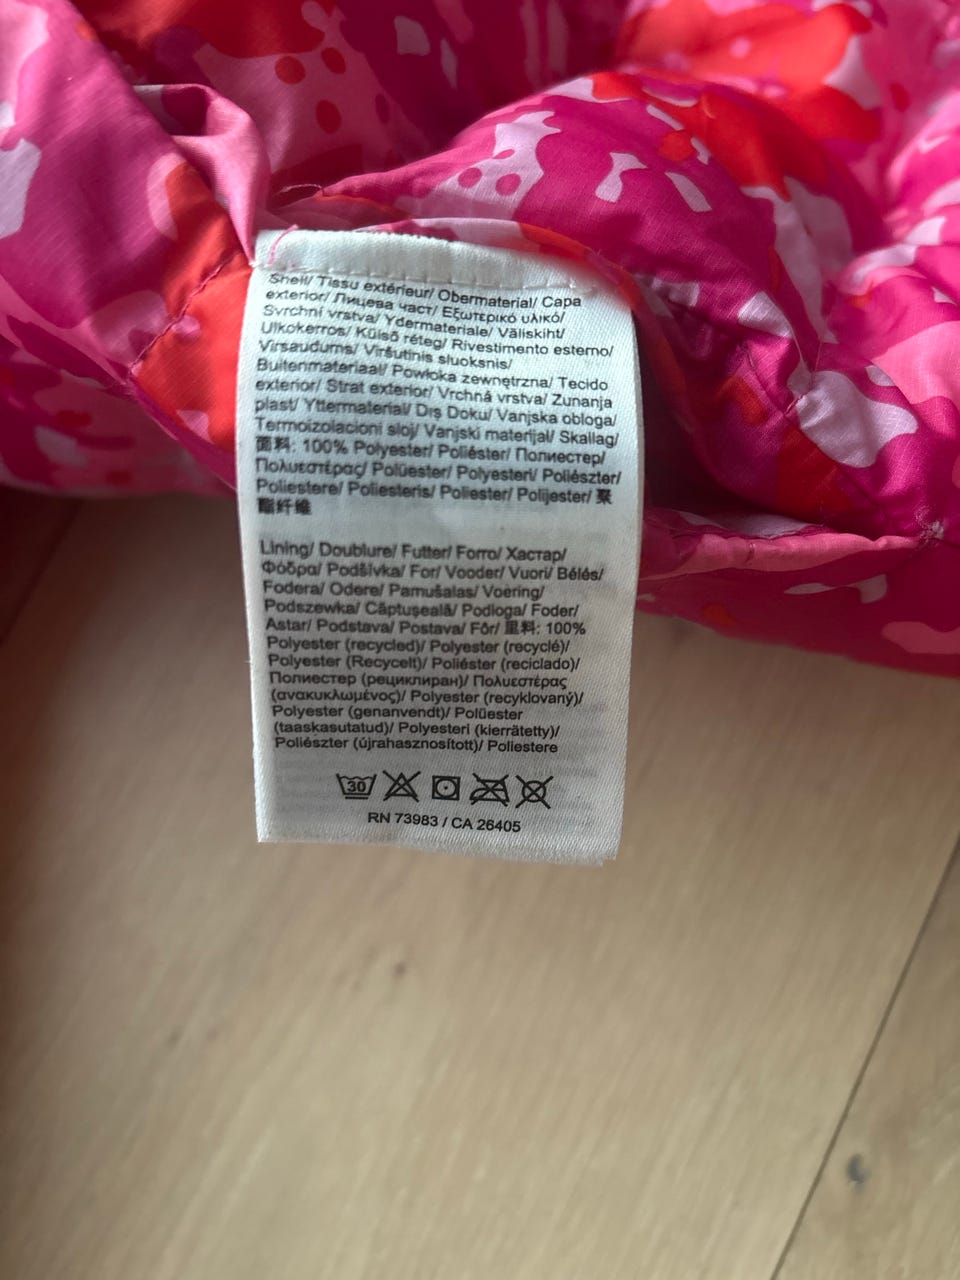 Shell/ Tissu extérieur/ Obermaterial/ Capa
exterior/ Лицева част/ Εξωτερικό υλικό/
Svrchní vrstva/ Ydermateriale/ Väliskiht/
Ulkokerros/ Külső réteg/ Rivestimento esterno/
Virsaudums/ Viršutinis sluoksnis/
Buitenmateriaal/ Powłoka zewnętrzna/ Tecido
exterior/ Strat exterior/ Vrchná vrstva/ Zunanja
plast/ Yttermaterial/ Dış Doku/ Vanjska obloga/
Termoizolacioni sloj/ Vanjski materijal/ Skallag/
面料: 100% Polyester/ Poliéster/ Полиестер/
Πολυεστέρας/ Polüester/ Polyesteri/ Poliészter/
Poliestere/ Poliesteris/ Poliester/ Polijester/ 聚
酯纤维
Lining/ Doublure/ Futter/ Forro/ Хастар/
Φόδρα/ Podšívka/ For/ Vooder/ Vuori/ Bélés/
Fodera/ Odere/ Pamušalas/ Voering/
Podszewka/ Căptușeală/ Podloga/ Foder/
Astar/ Podstava/ Postava/ Fôr/ 里料: 100%
Polyester (recycled)/ Polyester (recyclé)/
Polyester (Recycelt)/ Poliéster (reciclado)/
Полиестер (рециклиран)/ Πολυεστέρας
(ανακυκλωμένος)/ Polyester (recyklovaný)/
Polyester (genanvendt)/ Polüester
(taaskasutatud)/ Polyesteri (kierrätetty)/
Poliészter (újrahasznosított)/ Poliestere
30
RN 73983 / CA 26405